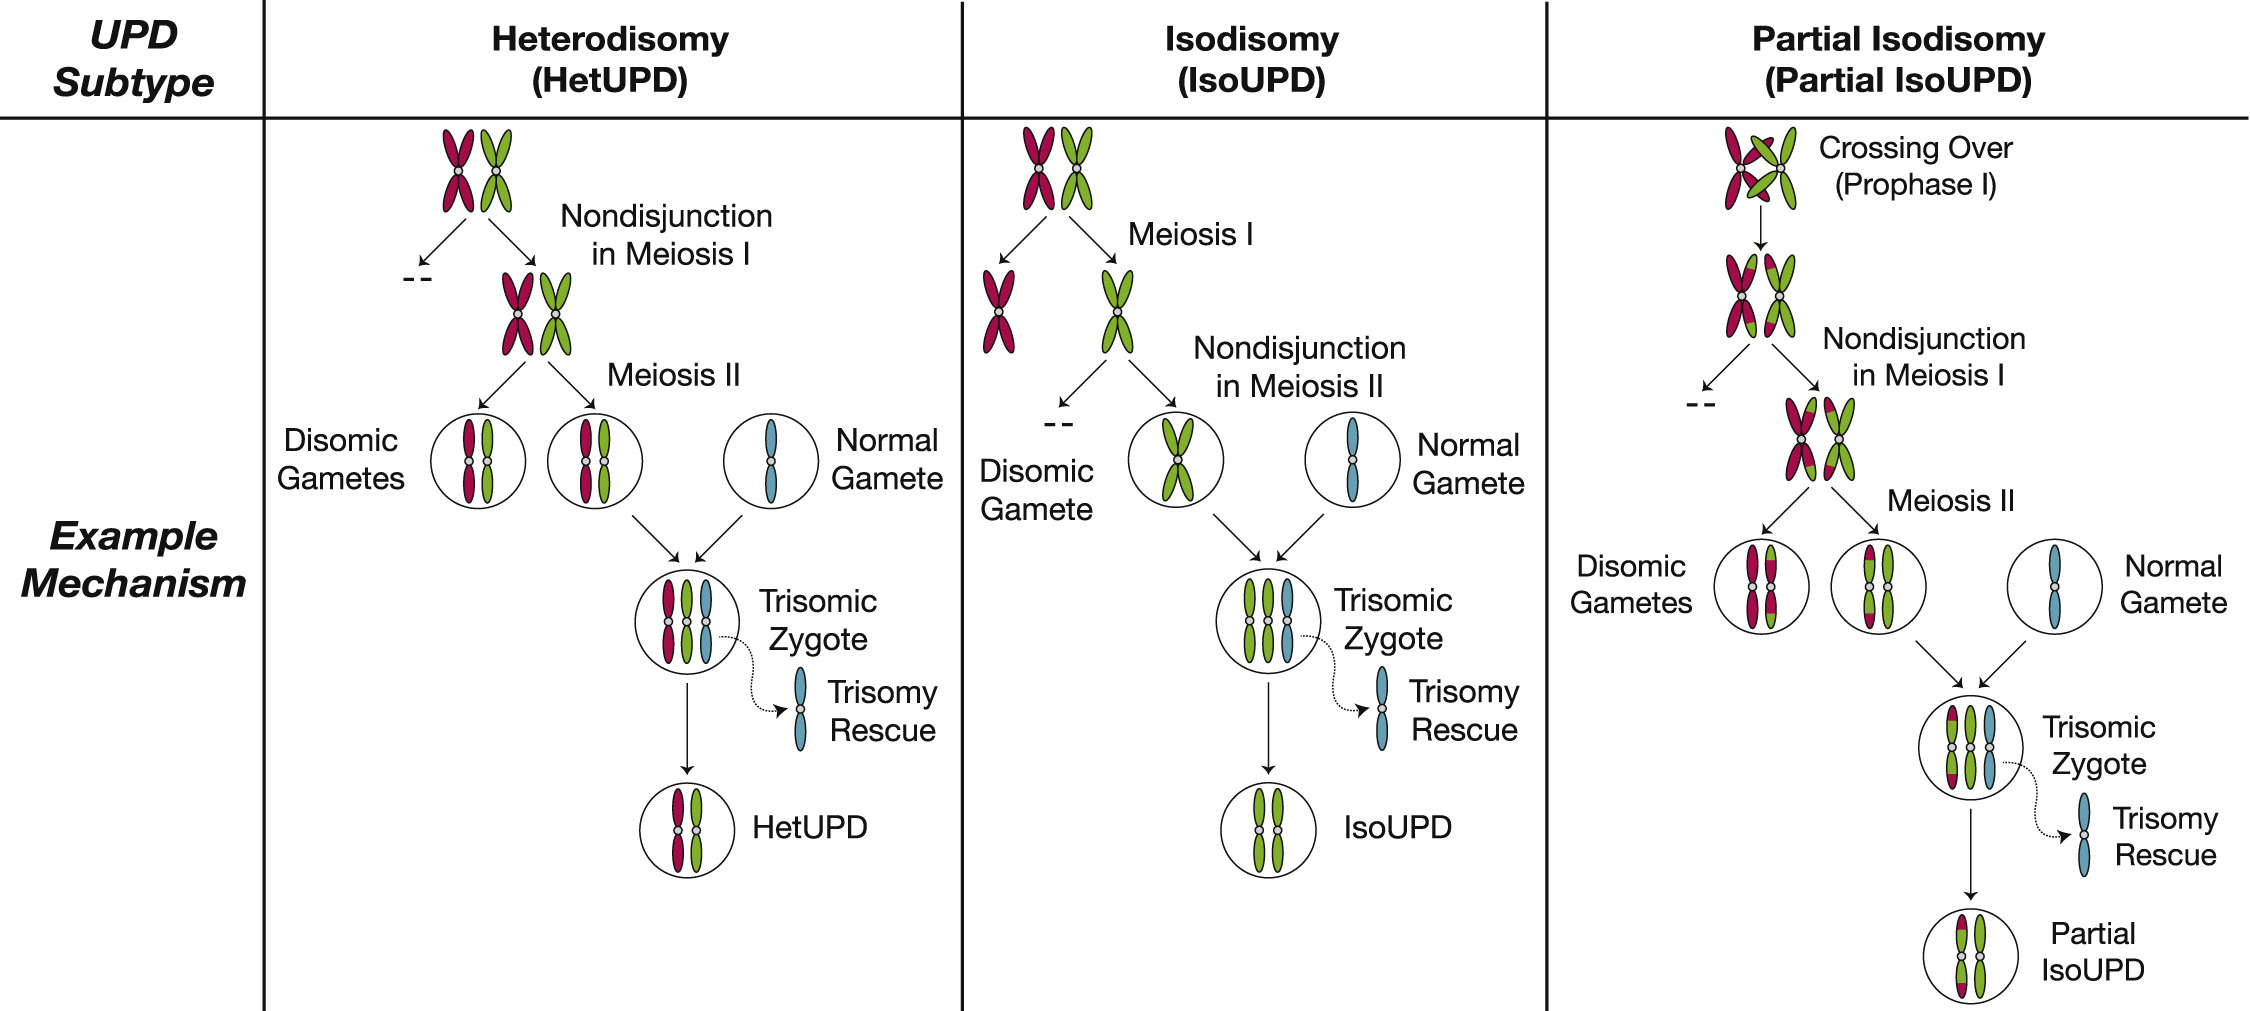 UPD
Subtype
Heterodisomy
(HetUPD)
Isodisomy
(IsoUPD)
Partial Isodisomy
(Partial IsoUPD)
Example
Mechanism
Nondisjunction
in Meiosis I
--
Meiosis II
Disomic
Gametes
Normal
Gamete
Trisomic
Zygote
Trisomy
Rescue
HetUPD
Meiosis I
Nondisjunction
in Meiosis II
--
Disomic
Gamete
Normal
Gamete
Trisomic
Zygote
Trisomy
Rescue
IsoUPD
Crossing Over
(Prophase I)
Nondisjunction
in Meiosis I
--
Meiosis II
Disomic
Gametes
Normal
Gamete
Trisomic
Zygote
Trisomy
Rescue
Partial
IsoUPD